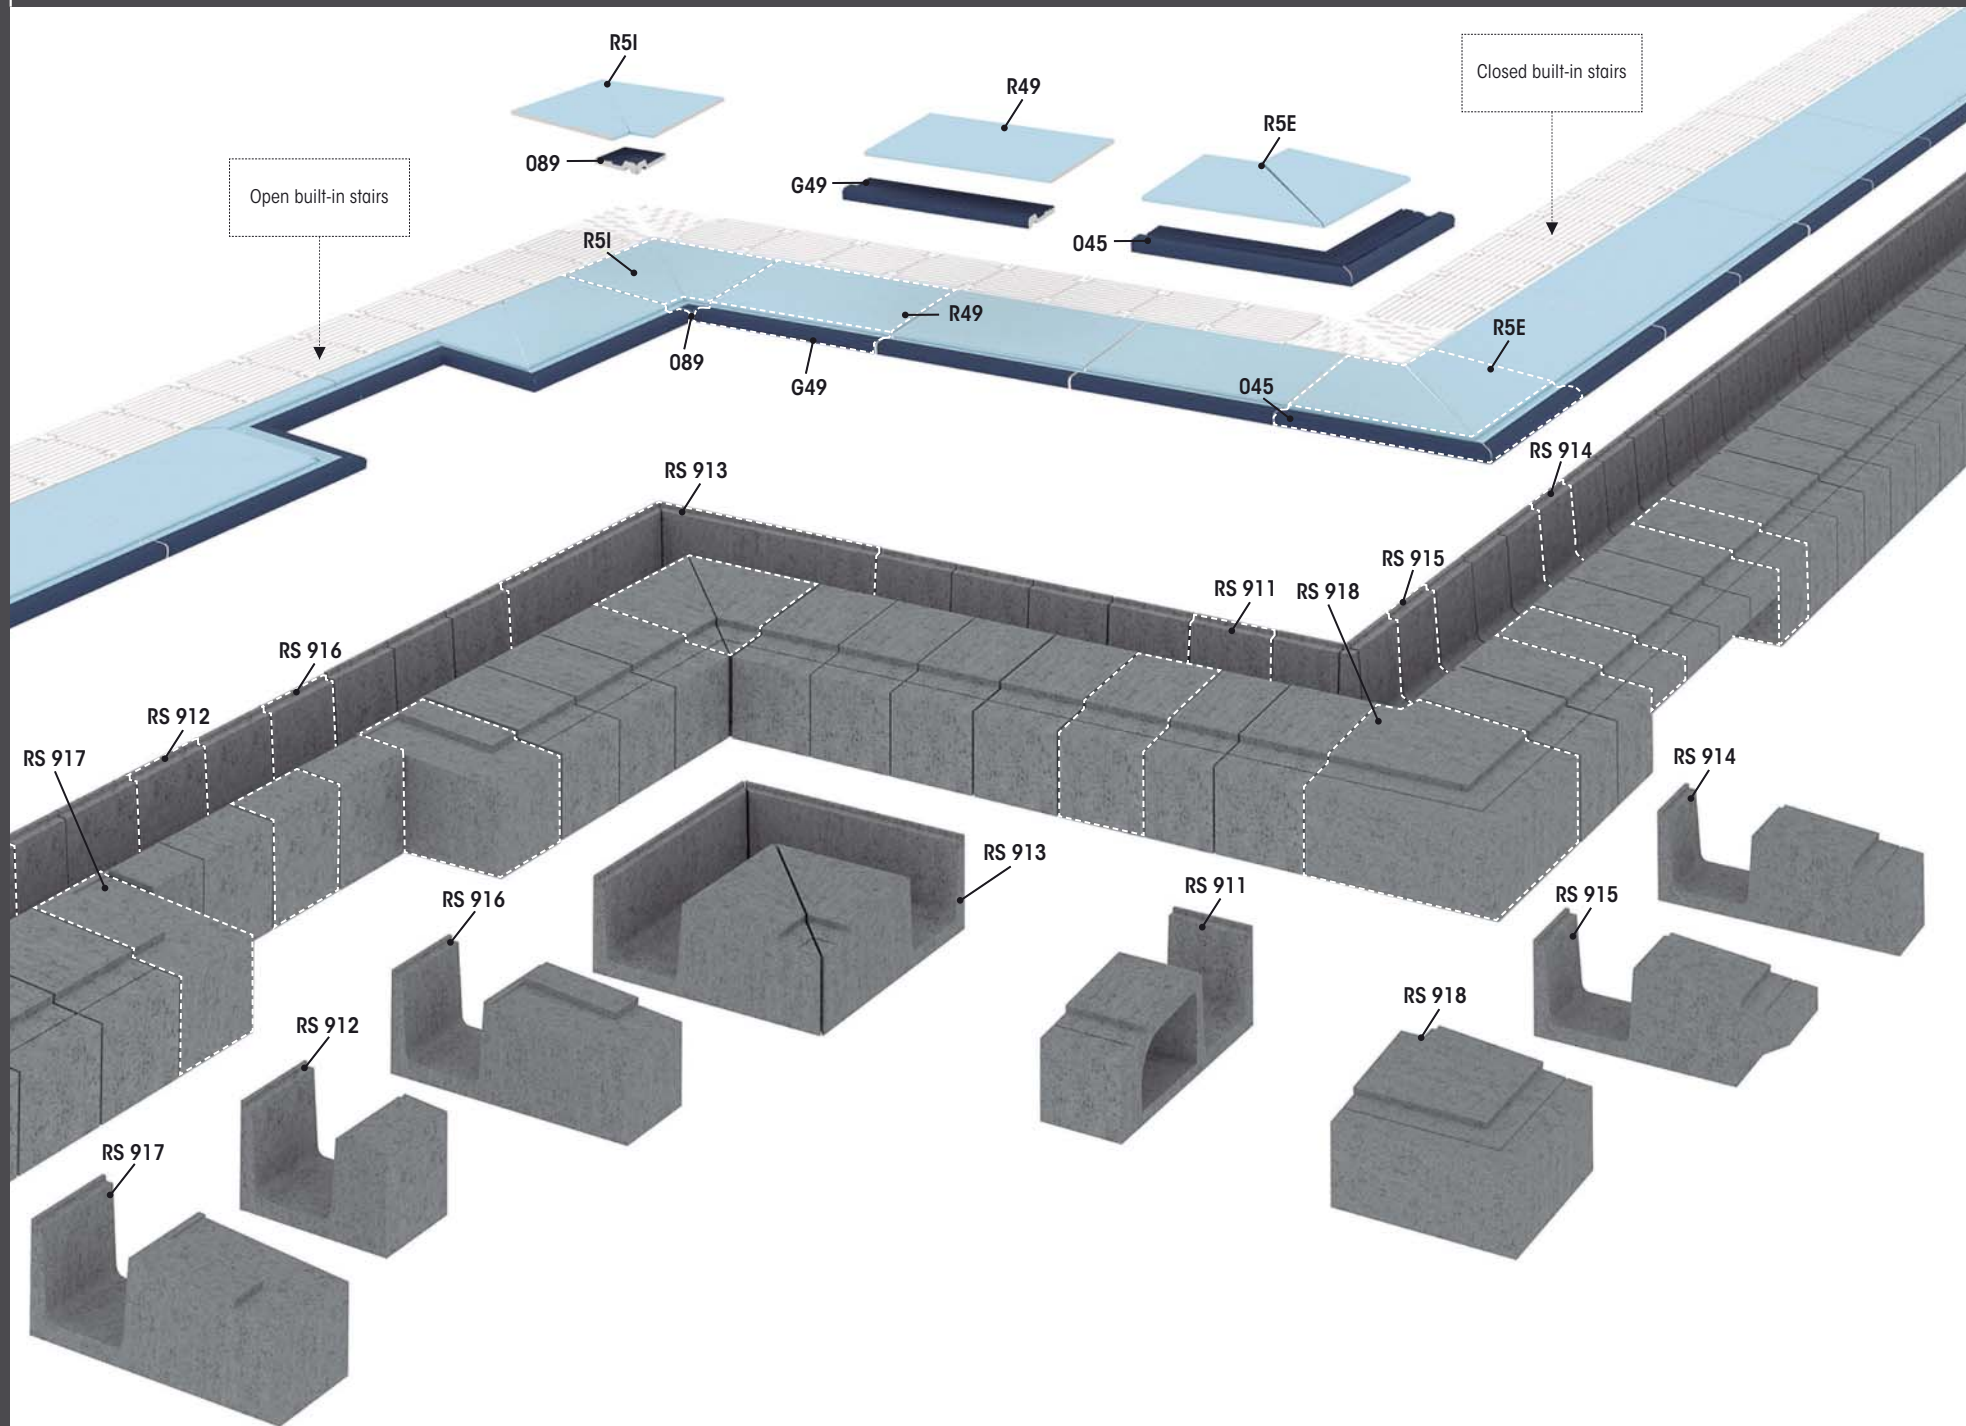 R5I
R49
Closed built-in stairs
R5E
089
G49
Open built-in stairs
045
R5I
R49
R5E
089
G49
045
RS 914
RS 913
RS 915
RS 911
RS 918
RS 916
RS 912
RS 917
RS 914
RS 913
RS 911
RS 915
RS 916
RS 918
RS 912
RS 917